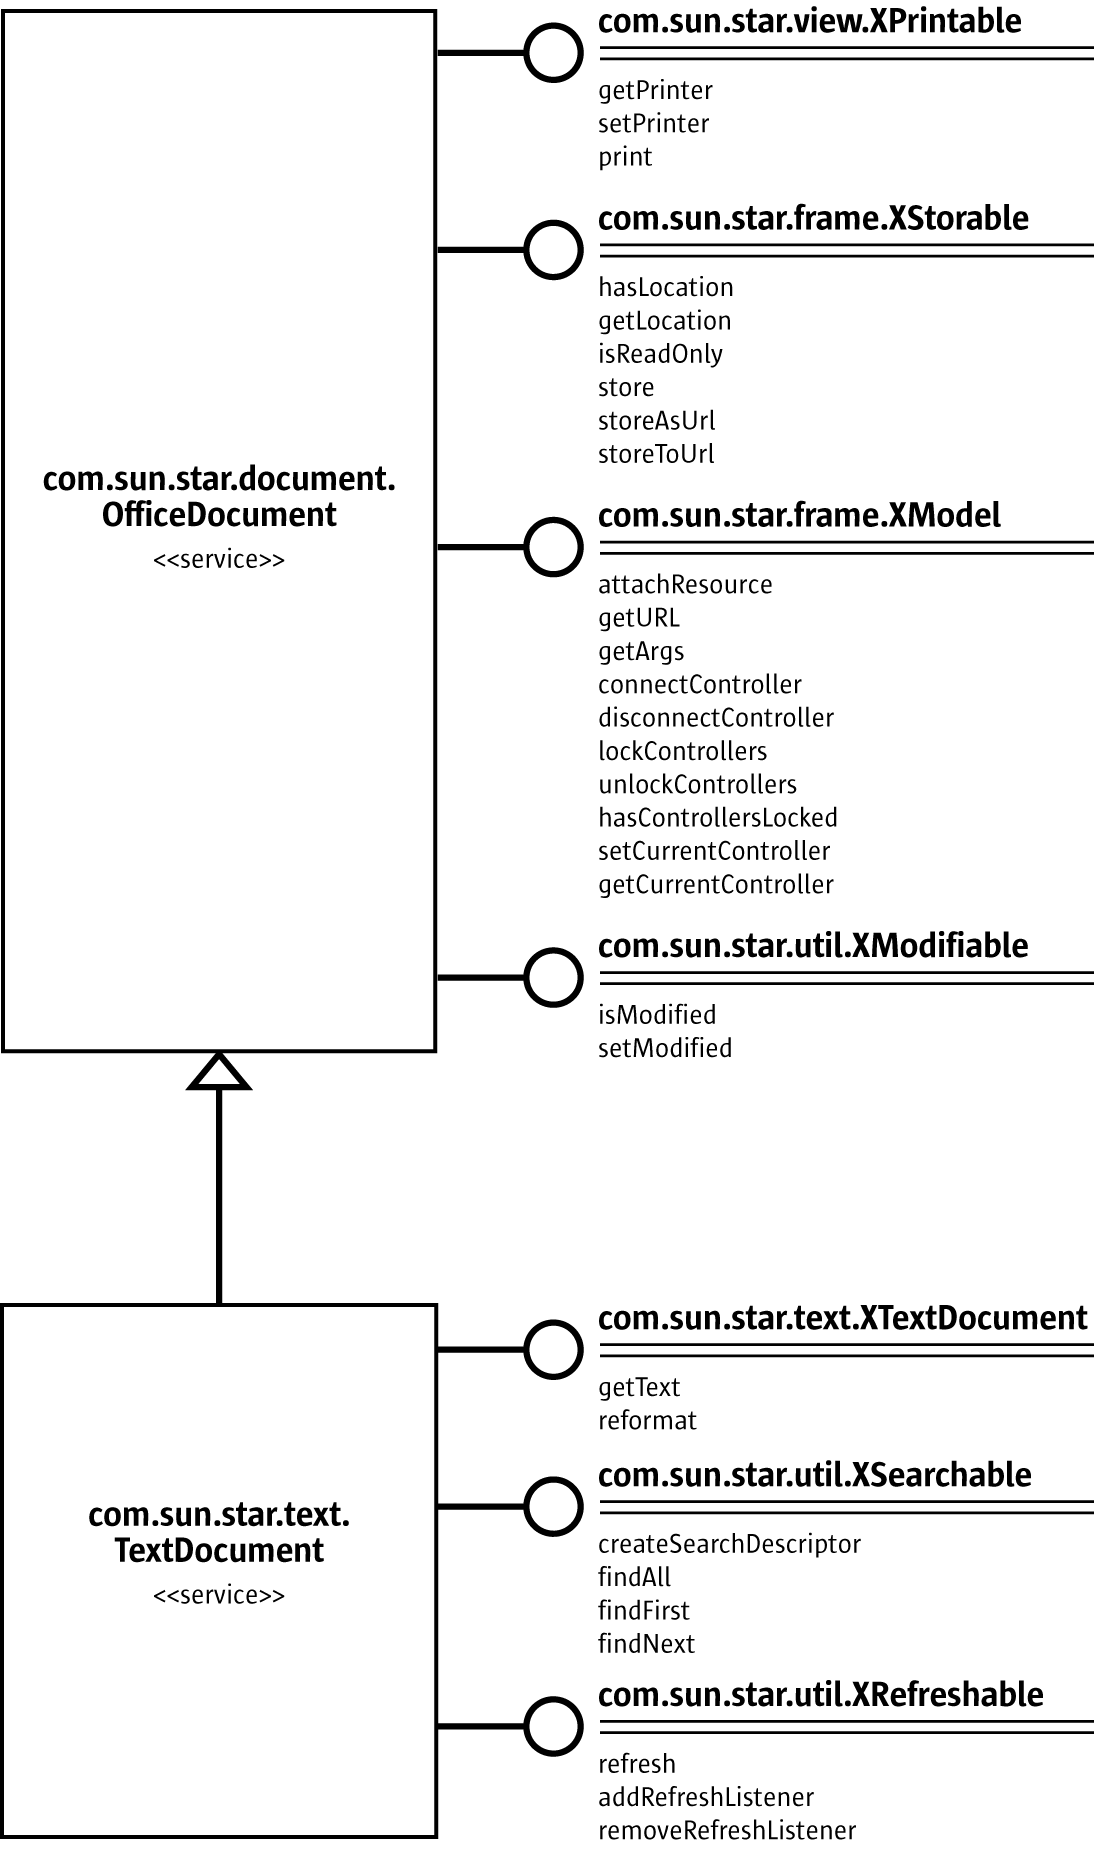 com.sun.star.view.XPrintable
getPrinter
setPrinter
print
com.sun.star.frame.XStorable
hasLocation
getLocation
isReadOnly
store
storeAsUrl
storeToUrl
com.sun.star.document.
OfficeDocument
<<service>>
com.sun.star.frame.XModel
attachResource
getURL
getArgs
connectController
disconnectController
lockControllers
unlockControllers
hasControllersLocked
setCurrentController
getCurrentController
com.sun.star.util.XModifiable
isModified
setModified
com.sun.star.text.XTextDocument
getText
reformat
com.sun.star.util.XSearchable
createSearchDescriptor
findAll
findFirst
findNext
com.sun.star.text.
TextDocument
<<service>>
com.sun.star.util.XRefreshable
refresh
addRefreshListener
removeRefreshListener